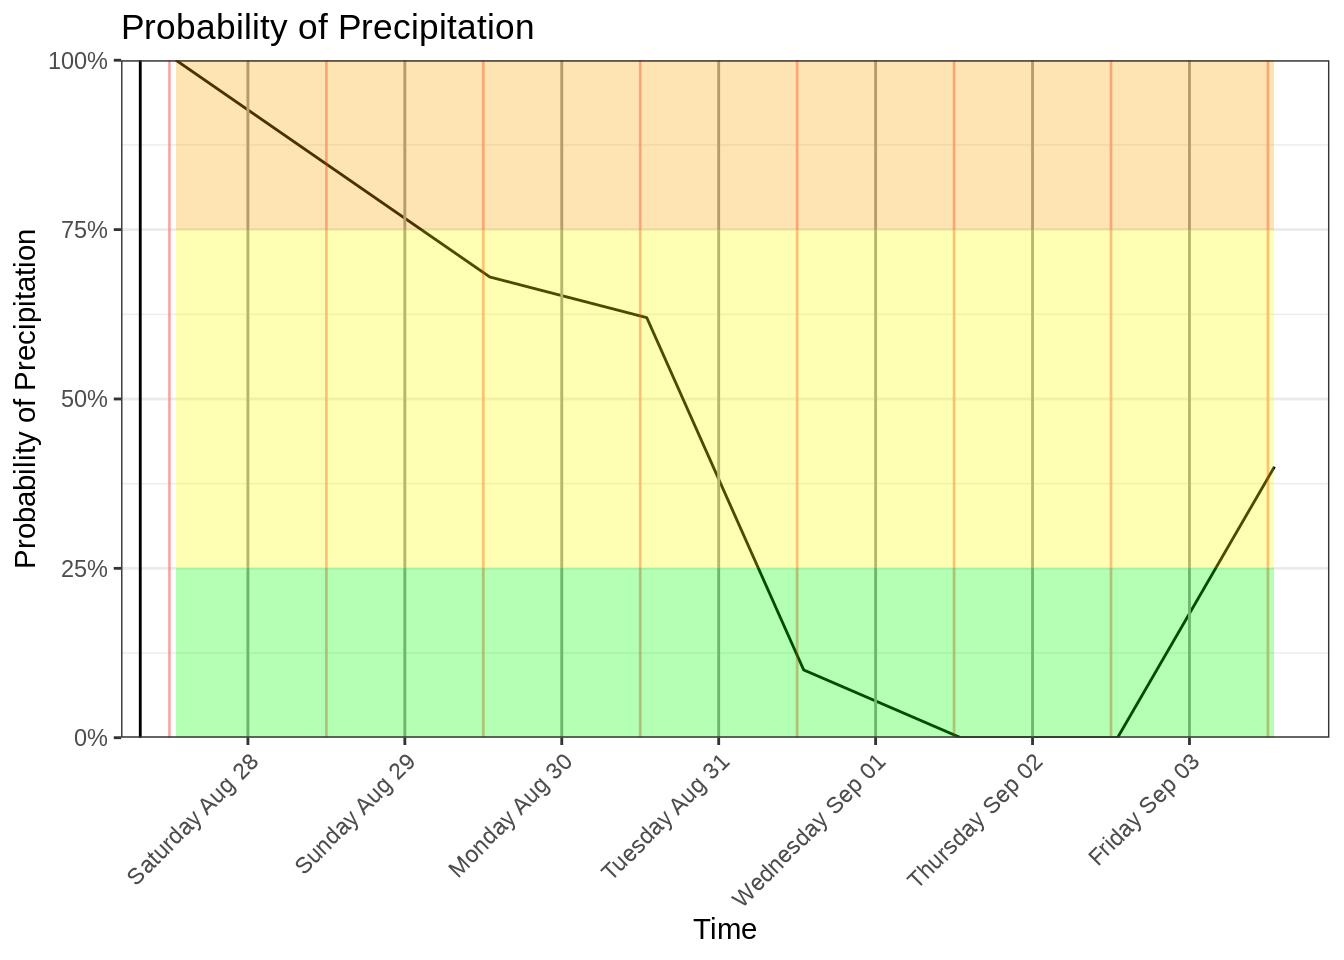 Probability of Precipitation
Probability of Precipitation
100%
75%
50%
25%
0%
Saturday Aug 28
Sunday Aug 29
Monday Aug 30
Tuesday Aug 31
Wednesday Sep 01
Thursday Sep 02
Friday Sep 03
Time